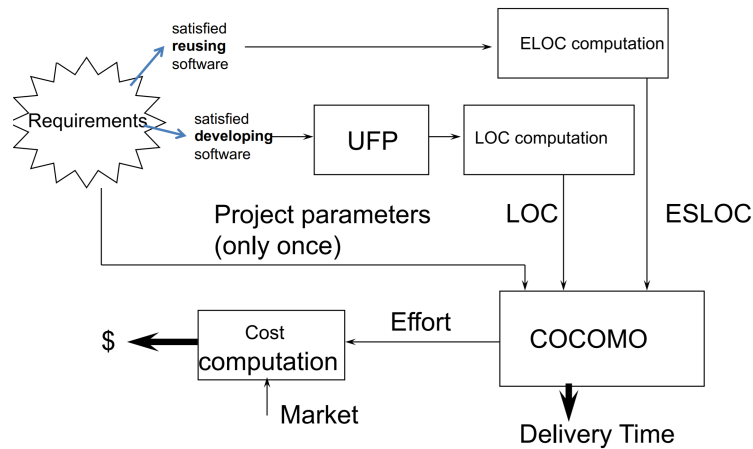 satisfied
reusing
software
ELOC computation
Requirements
satisfied
developing
software
UFP
LOC computation
Project parameters
(only once)
LOC
ESLOC
$
Cost
computation
Effort
COCOMO
Market
Delivery Time